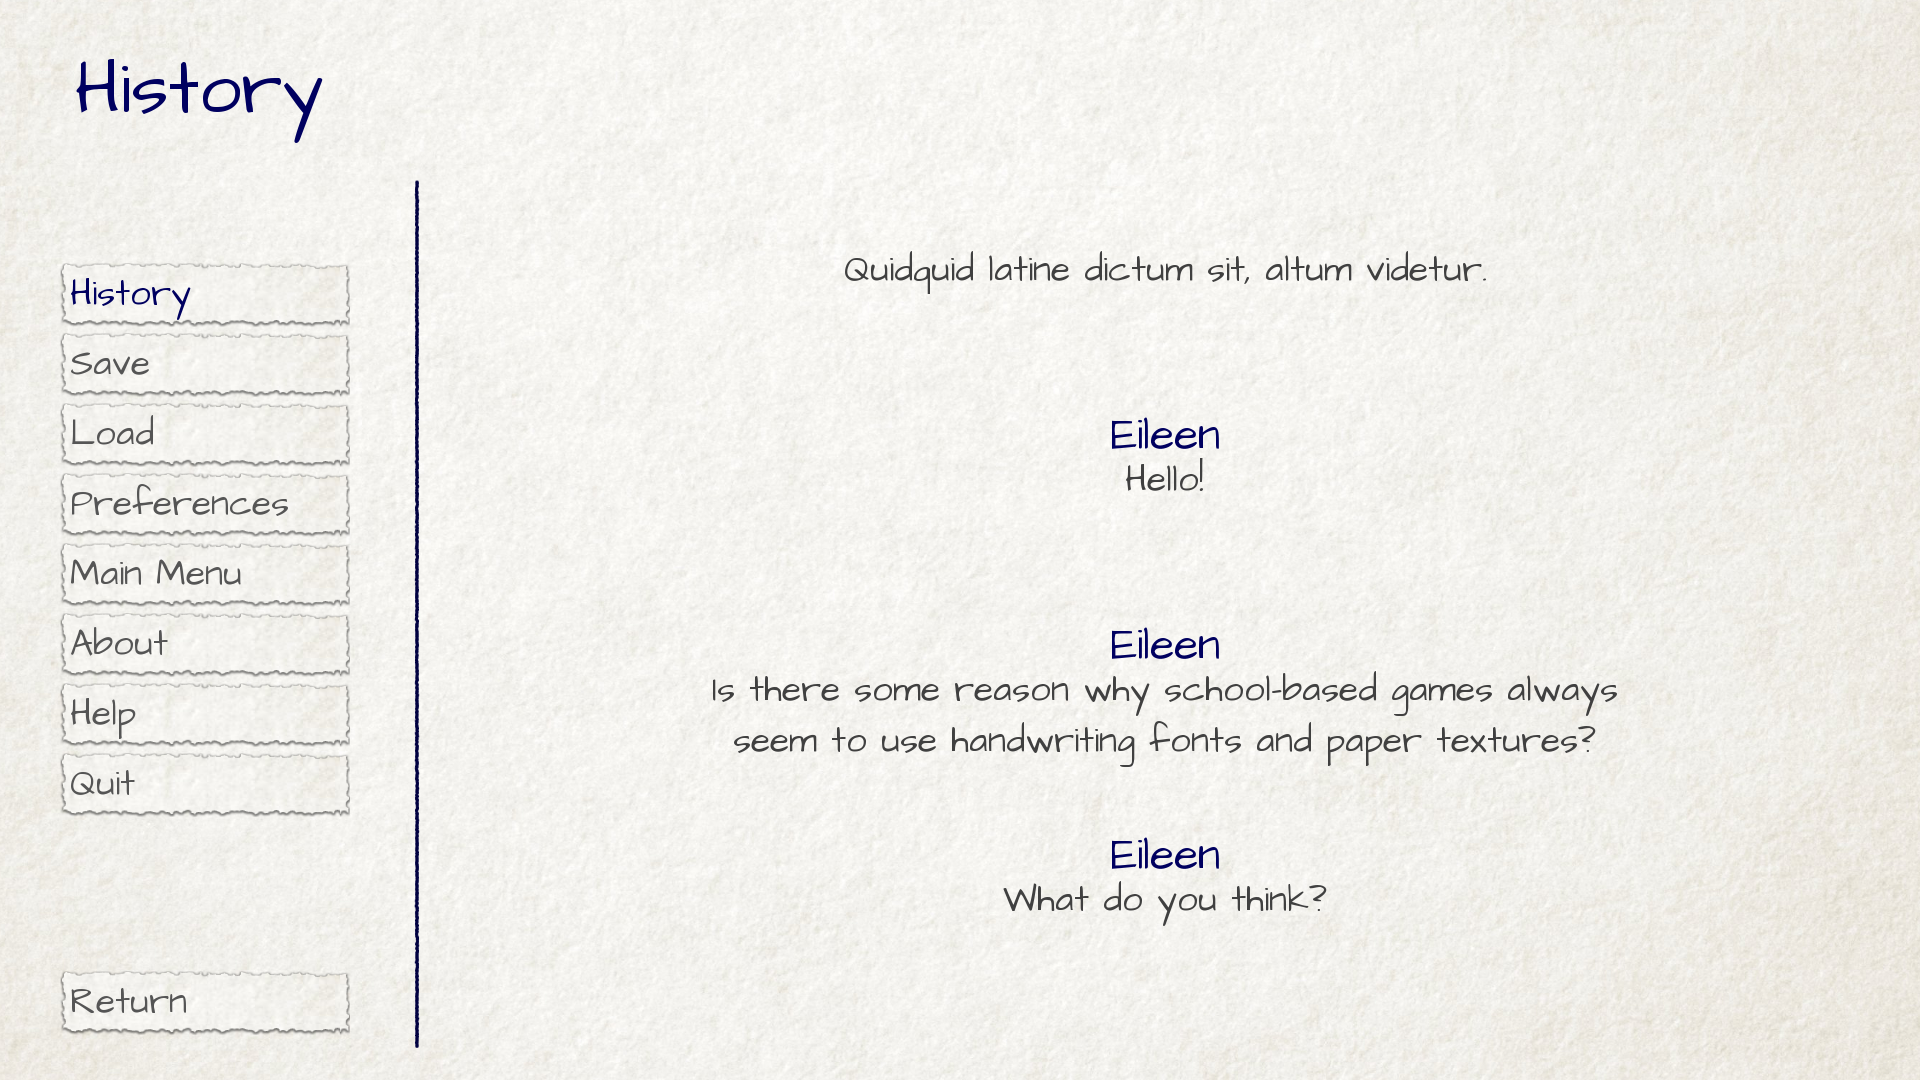 History
History
Save
Load
Preferences
Main Menu
About
Help
Quit
Return
Quidquid latine dictum sit, altum videtur.
Eileen
Hello!
Eileen
Is there some reason why school-based games always
seem to use handwriting fonts and paper textures?
Eileen
What do you think?